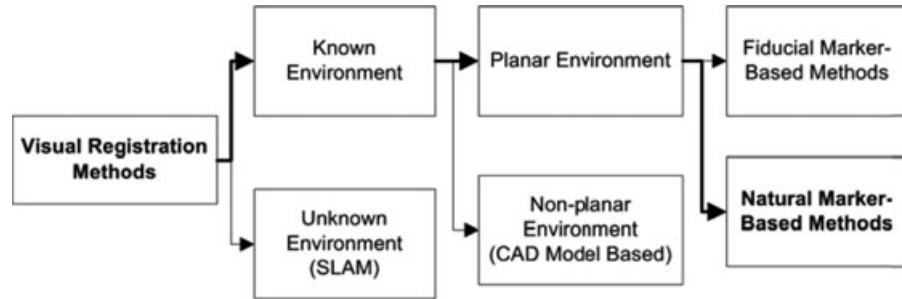 Visual Registration
Methods
Known
Environment
Unknown
Environment
(SLAM)
Planar Environment
Non-planar
Environment
(CAD Model Based)
Fiducial Marker-
Based Methods
Natural Marker-
Based Methods